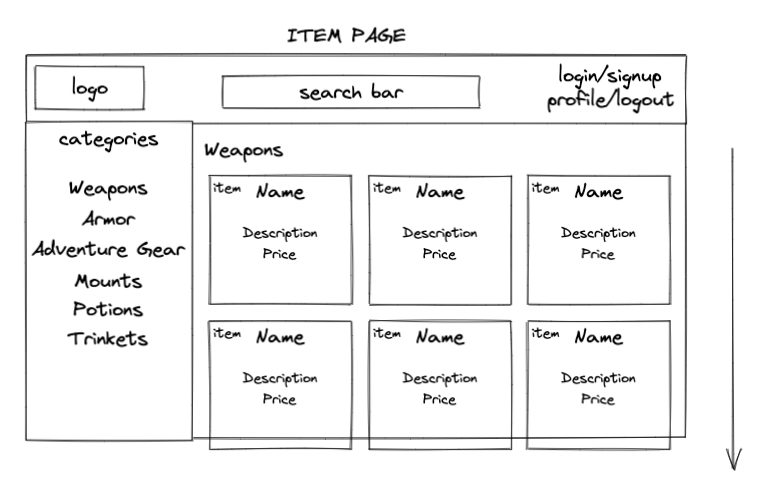 ITEM PAGE
logo
search bar
login/signup
profile/logout
categories
Weapons
Armor
Adventure Gear
Mounts
Potions
Trinkets
Weapons
item Name
Description
Price
item Name
Description
Price
item Name
Description
Price
item Name
Description
Price
item Name
Description
Price
item Name
Description
Price